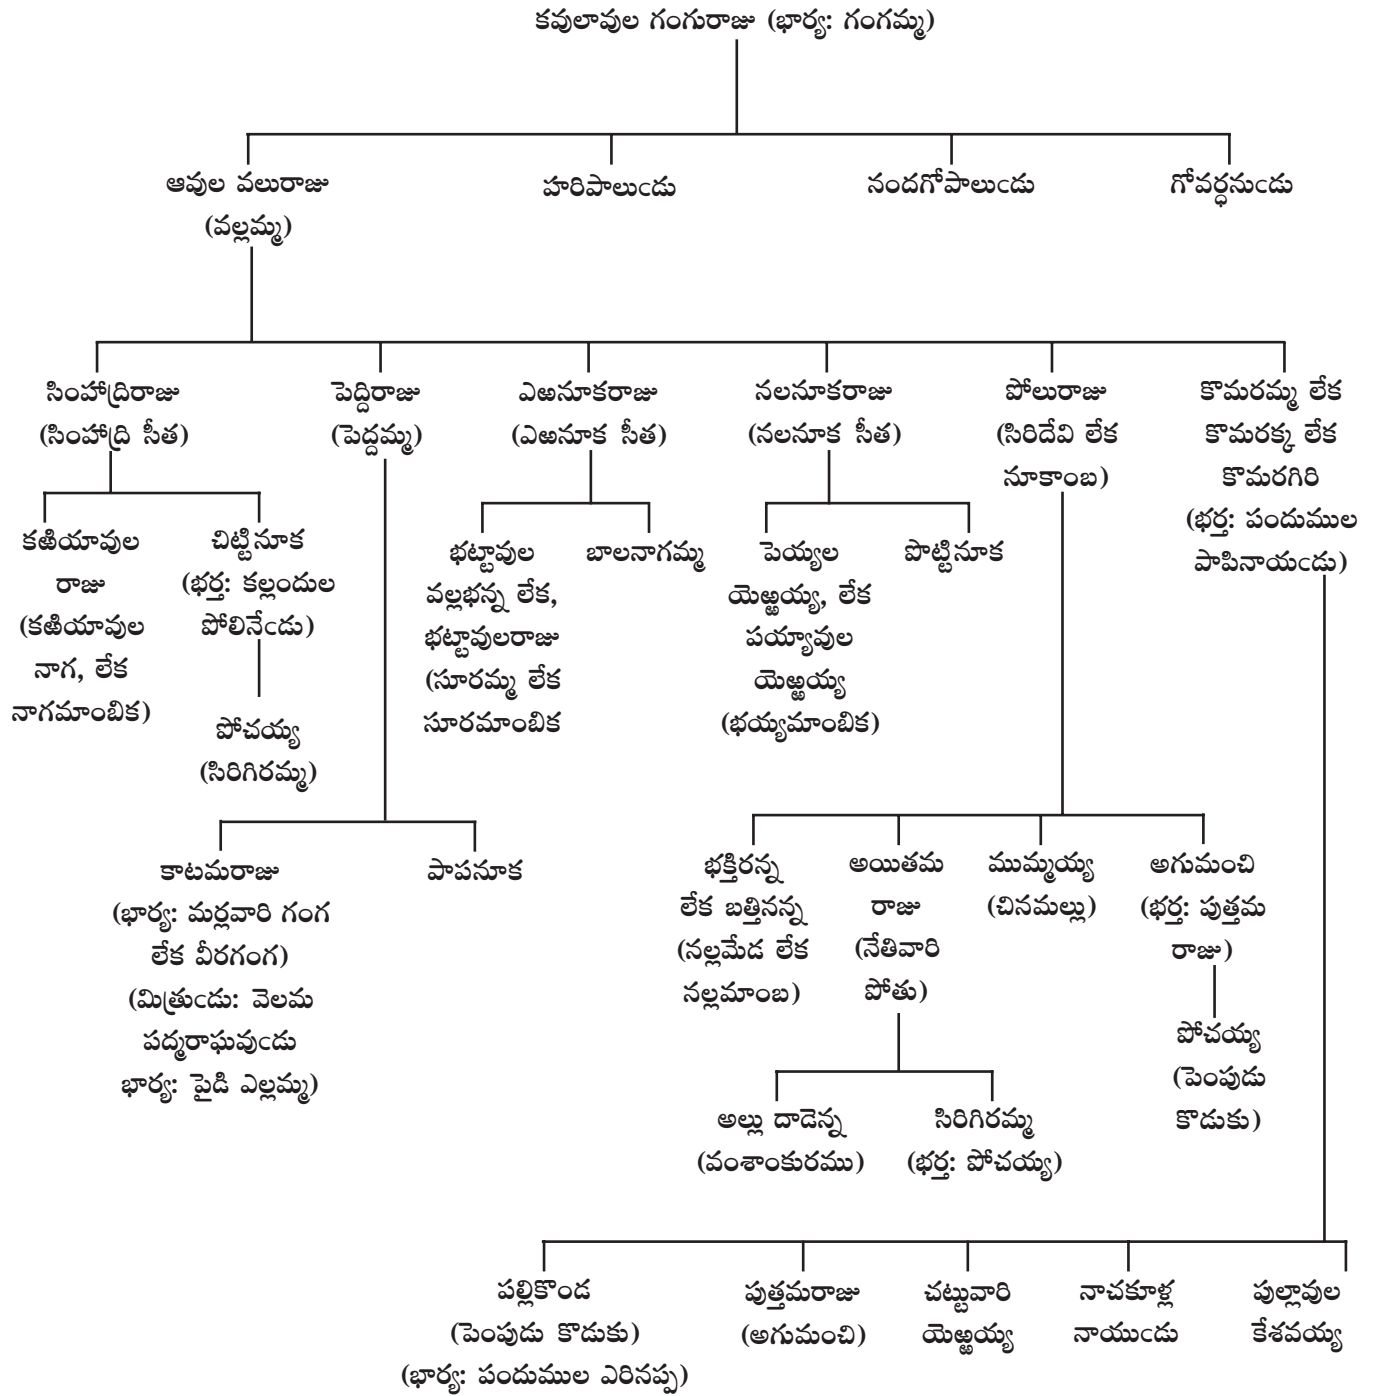 కవులావుల గంగురాజు (భార్య: గంగమ్మ)
ఆవుల వలురాజు
(వల్లమ్మ)
హరిపాలుఁడు
నందగోపాలుఁడు
గోవర్ధనుఁడు
సింహాద్రిరాజు
(సింహాద్రి సీత)
పెద్దిరాజు
(పెద్దమ్మ)
ఎఱనూకరాజు
(ఎఱనూక సీత)
నలనూకరాజు
(నలనూక సీత)
పోలురాజు
(సిరిదేవి లేక
నూకాంబ)
కొమరమ్మ లేక
కొమరక్క లేక
కొమరగిరి
(భర్త: పందుముల
పాపినాయఁడు)
కఱియావుల
రాజు
(కఱియావుల
నాగ, లేక
నాగమాంబిక)
చిట్టినూక
(భర్త: కల్లందుల
పోలినేఁడు)
పోచయ్య
(సిరిగిరమ్మ)
భట్టావుల
వల్లభన్న లేక,
భట్టావులరాజు
(సూరమ్మ లేక
సూరమాంబిక
బాలనాగమ్మ
పెయ్యల
యెఱ్ఱయ్య, లేక
పయ్యావుల
యెఱ్ఱయ్య
(భయ్యమాంబిక)
పొట్టినూక
కాటమరాజు
(భార్య: మర్లవారి గంగ
లేక వీరగంగ)
(మిత్రుఁడు: వెలమ
పద్మరాఘవుఁడు
భార్య: పైడి ఎల్లమ్మ)
పాపనూక
భక్తిరన్న
లేక బత్తినన్న
(నల్లమేడ లేక
నల్లమాంబ)
అయితమ
రాజు
(నేతివారి
పోతు)
ముమ్మయ్య
(చినమల్లు)
అగుమంచి
(భర్త: పుత్తమ
రాజు)
పోచయ్య
(పెంపుడు
కొడుకు)
అల్లు దాడెన్న
(వంశాంకురము)
సిరిగిరమ్మ
(భర్త: పోచయ్య)
పల్లికొండ
(పెంపుడు కొడుకు)
(భార్య: పందుముల ఎరినప్ప)
పుత్తమరాజు
(అగుమంచి)
చట్టువారి
యెఱ్ఱయ్య
నాచకూళ్ల
నాయుఁడు
పుల్లావుల
కేశవయ్య